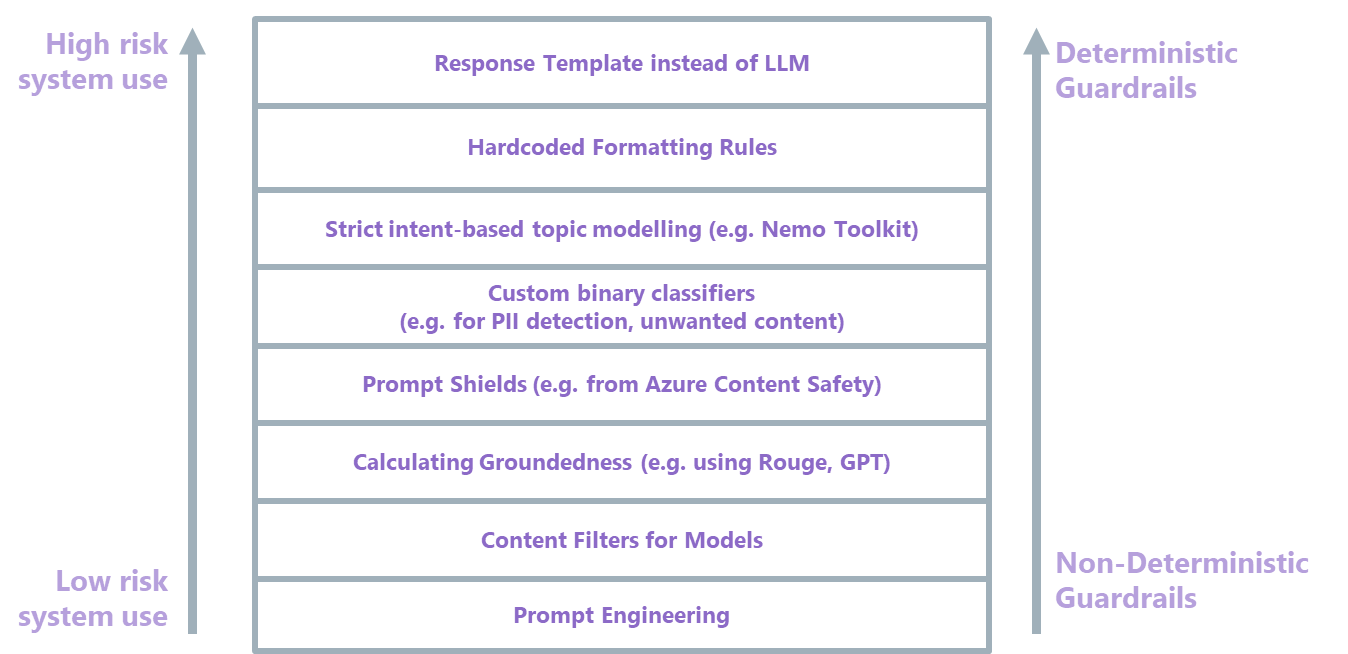 High risk
system use
Deterministic
Guardrails
Response Template instead of LLM
Hardcoded Formatting Rules
Strict intent-based topic modelling (e.g. Nemo Toolkit)
Custom binary classifiers
(e.g. for PII detection, unwanted content)
Prompt Shields (e.g. from Azure Content Safety)
Calculating Groundedness (e.g. using Rouge, GPT)
Content Filters for Models
Prompt Engineering
Low risk
system use
Non-Deterministic
Guardrails